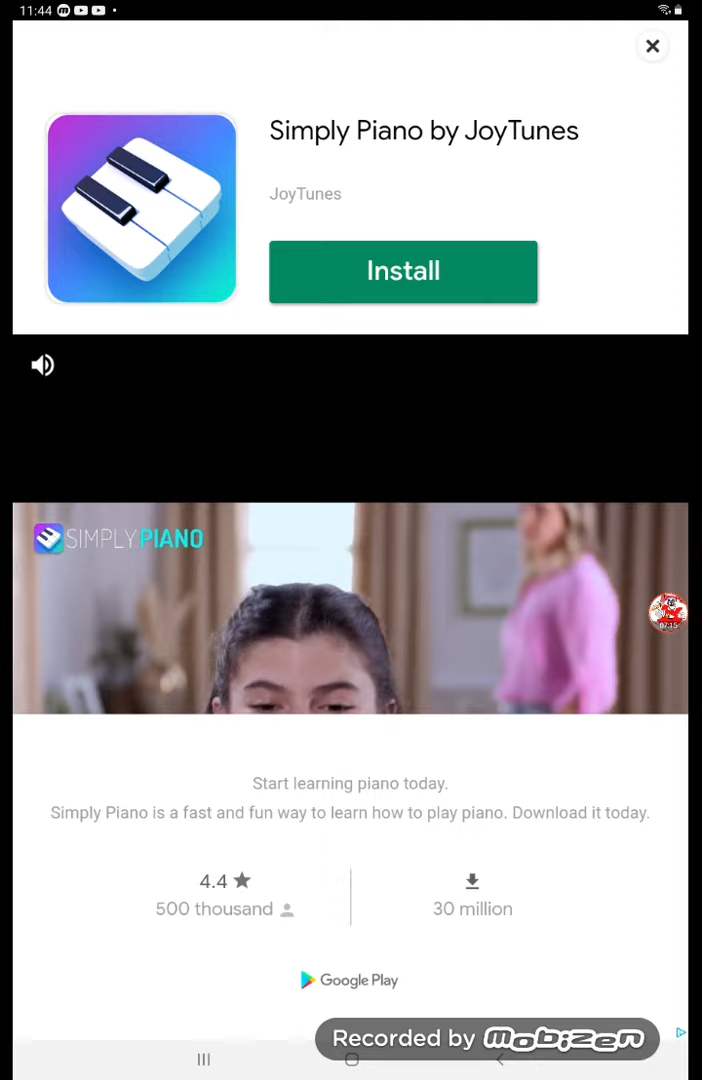 11:44
Simply Piano by JoyTunes
JoyTunes
Install
SIMPLY PIANO
07:15
Start learning piano today.
Simply Piano is a fast and fun way to learn how to play piano. Download it today.
4.4
500 thousand
30 million
Google Play
Recorded by mobizen